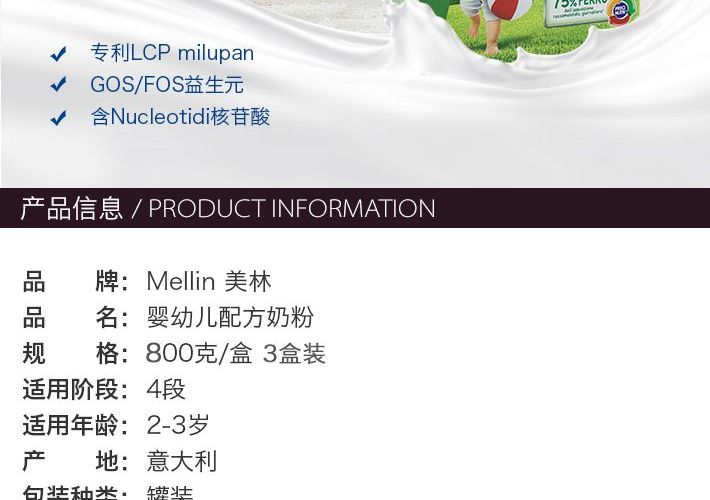 75% FERRO
专利LCP milupan
GOS/FOS益生元
含Nucleotidi核苷酸
产品信息 / PRODUCT INFORMATION
品 牌： Mellin 美林
品 名： 婴幼儿配方奶粉
规 格： 800克/盒 3盒装
适用阶段： 4段
适用年龄： 2-3岁
产 地： 意大利
包装种类： 罐装